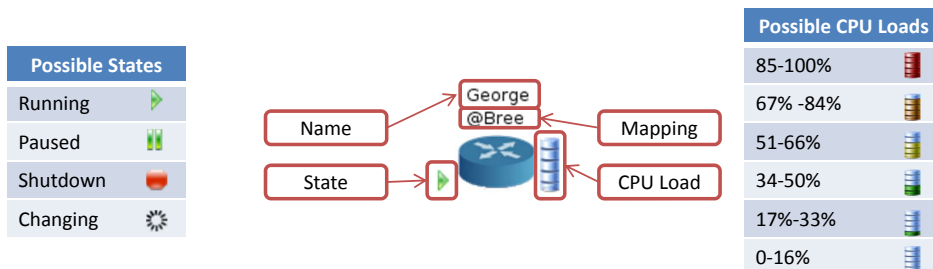 Possible States
Running
Paused
Shutdown
Changing
Name
State
George
@Bree
Mapping
CPU Load
Possible CPU Loads
85-100%
67% -84%
51-66%
34-50%
17%-33%
0-16%